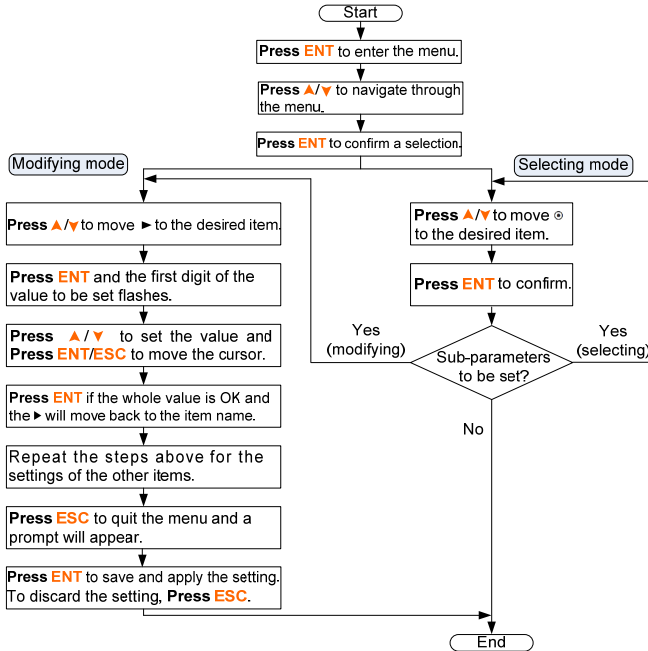 Start
Press ENT to enter the menu.
Press ▲/▼ to navigate through
the menu.
Press ENT to confirm a selection.
Modifying mode
Selecting mode
Press ▲/▼ to move ► to the desired item.
Press ENT and the first digit of the
value to be set flashes.
Press ▲/▼ to set the value and
Press ENT/ESC to move the cursor.
Press ENT if the whole value is OK and
the ► will move back to the item name.
Repeat the steps above for the
settings of the other items.
Press ESC to quit the menu and a
prompt will appear.
Press ENT to save and apply the setting.
To discard the setting, Press ESC.
Press ▲/▼ to move ⊙
to the desired item.
Press ENT to confirm.
Yes
(modifying)
Sub-parameters
to be set?
Yes
(selecting)
No
End